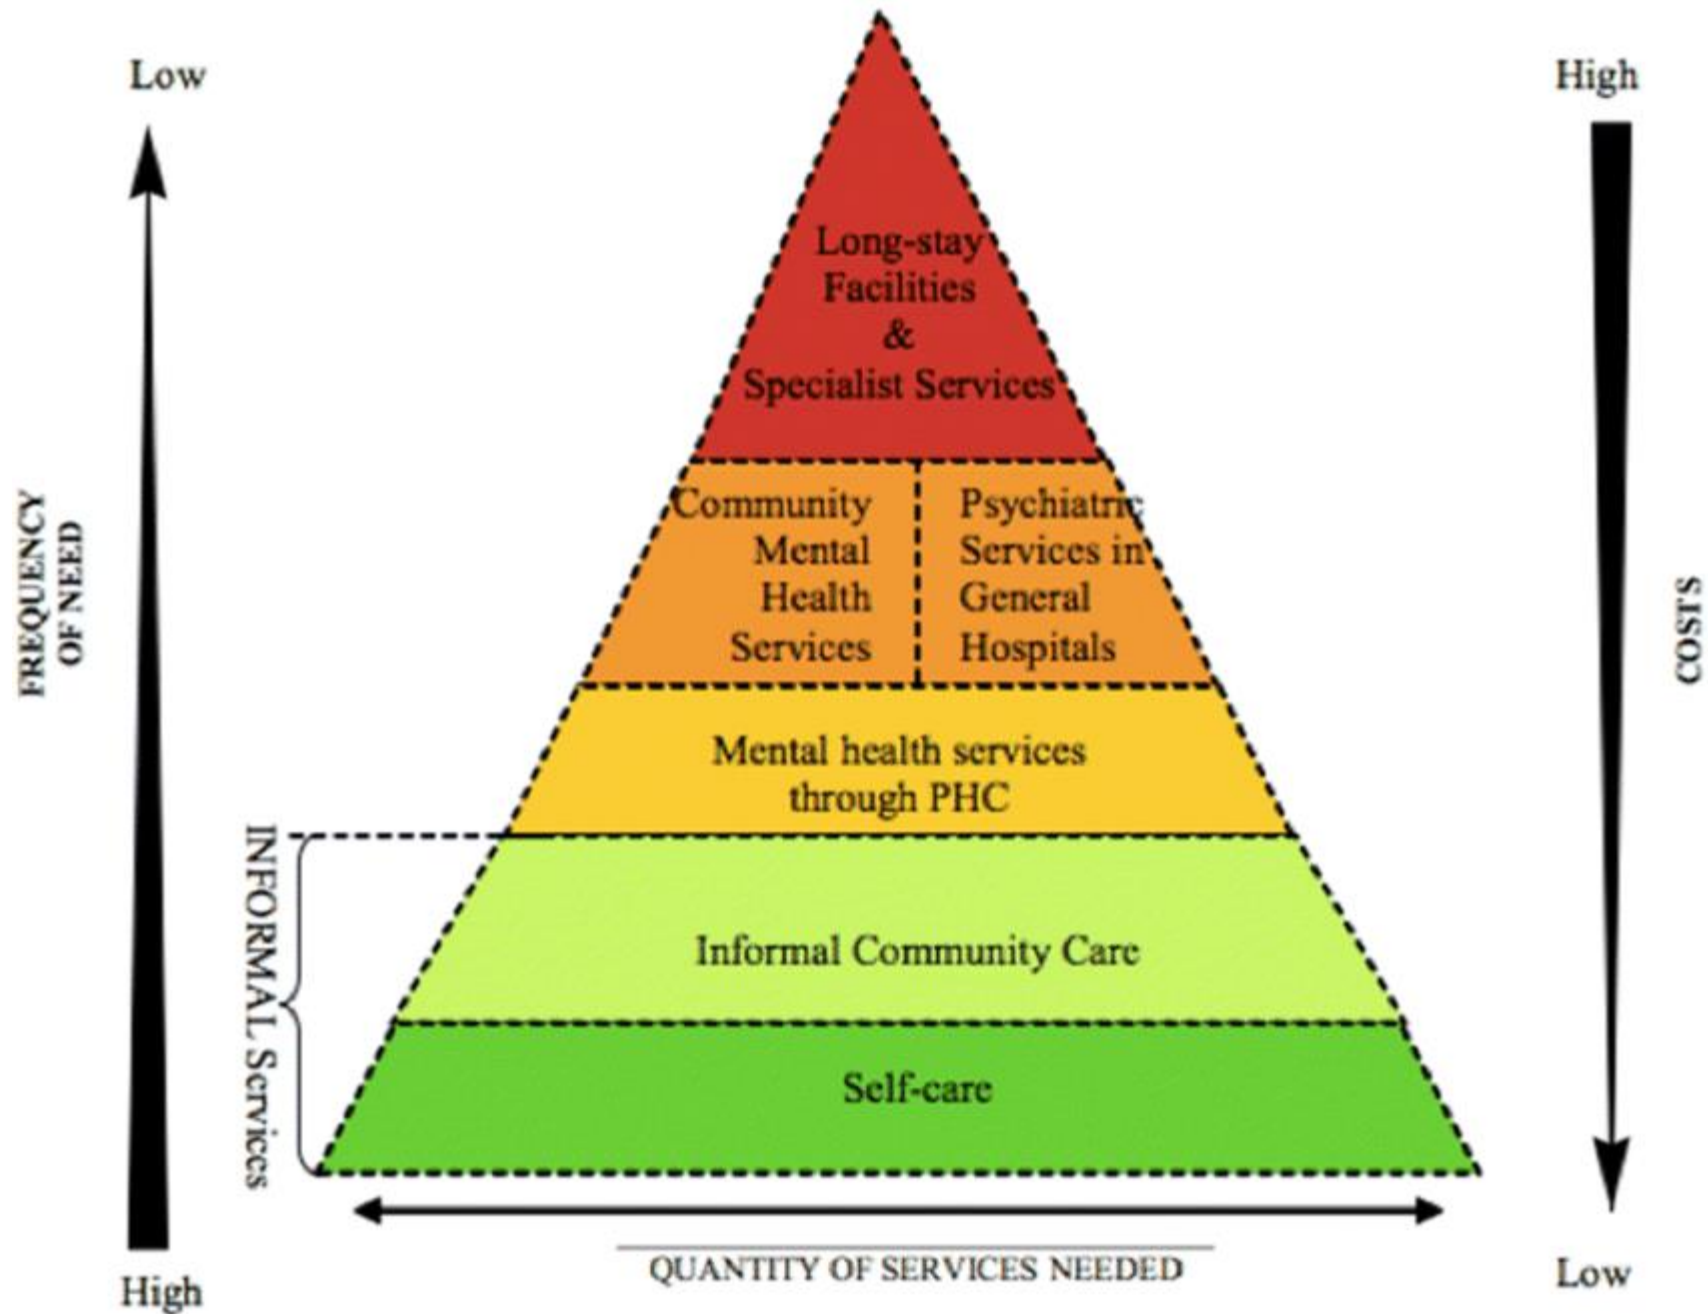 Low
High
Long-stay
Facilities
&
Specialist Services
Community
Mental
Health
Services
Psychiatric
Services in
General
Hospitals
FREQUENCY
OF NEED
COSTS
Mental health services
through PHC
INFORMAL Services
Informal Community Care
Self-care
QUANTITY OF SERVICES NEEDED
High
Low